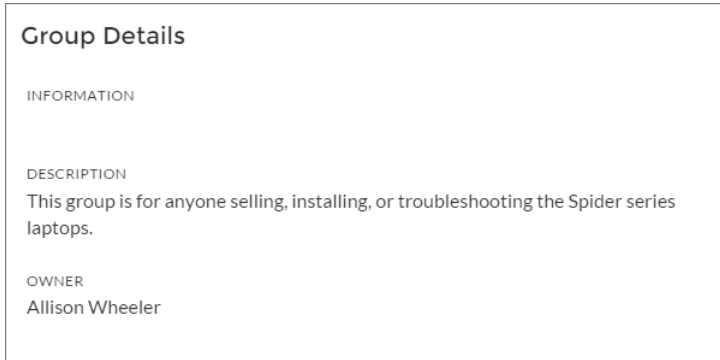 Group Details
INFORMATION
DESCRIPTION
This group is for anyone selling, installing, or troubleshooting the Spider series
laptops.
OWNER
Allison Wheeler